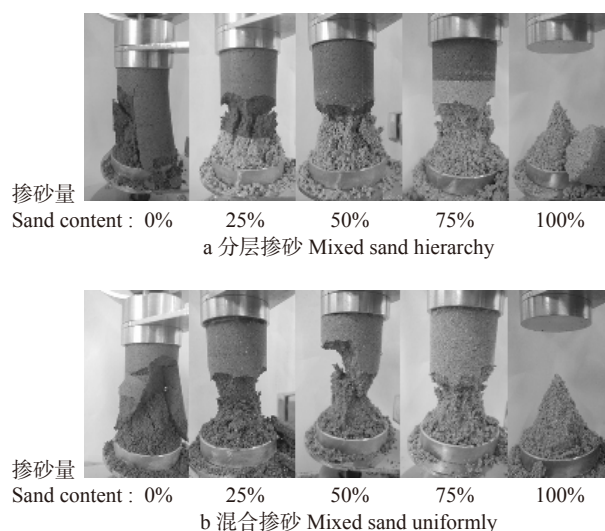 掺砂量
Sand content : 0% 25% 50% 75% 100%
a 分层掺砂 Mixed sand hierarchy
掺砂量
Sand content : 0% 25% 50% 75% 100%
b 混合掺砂 Mixed sand uniformly